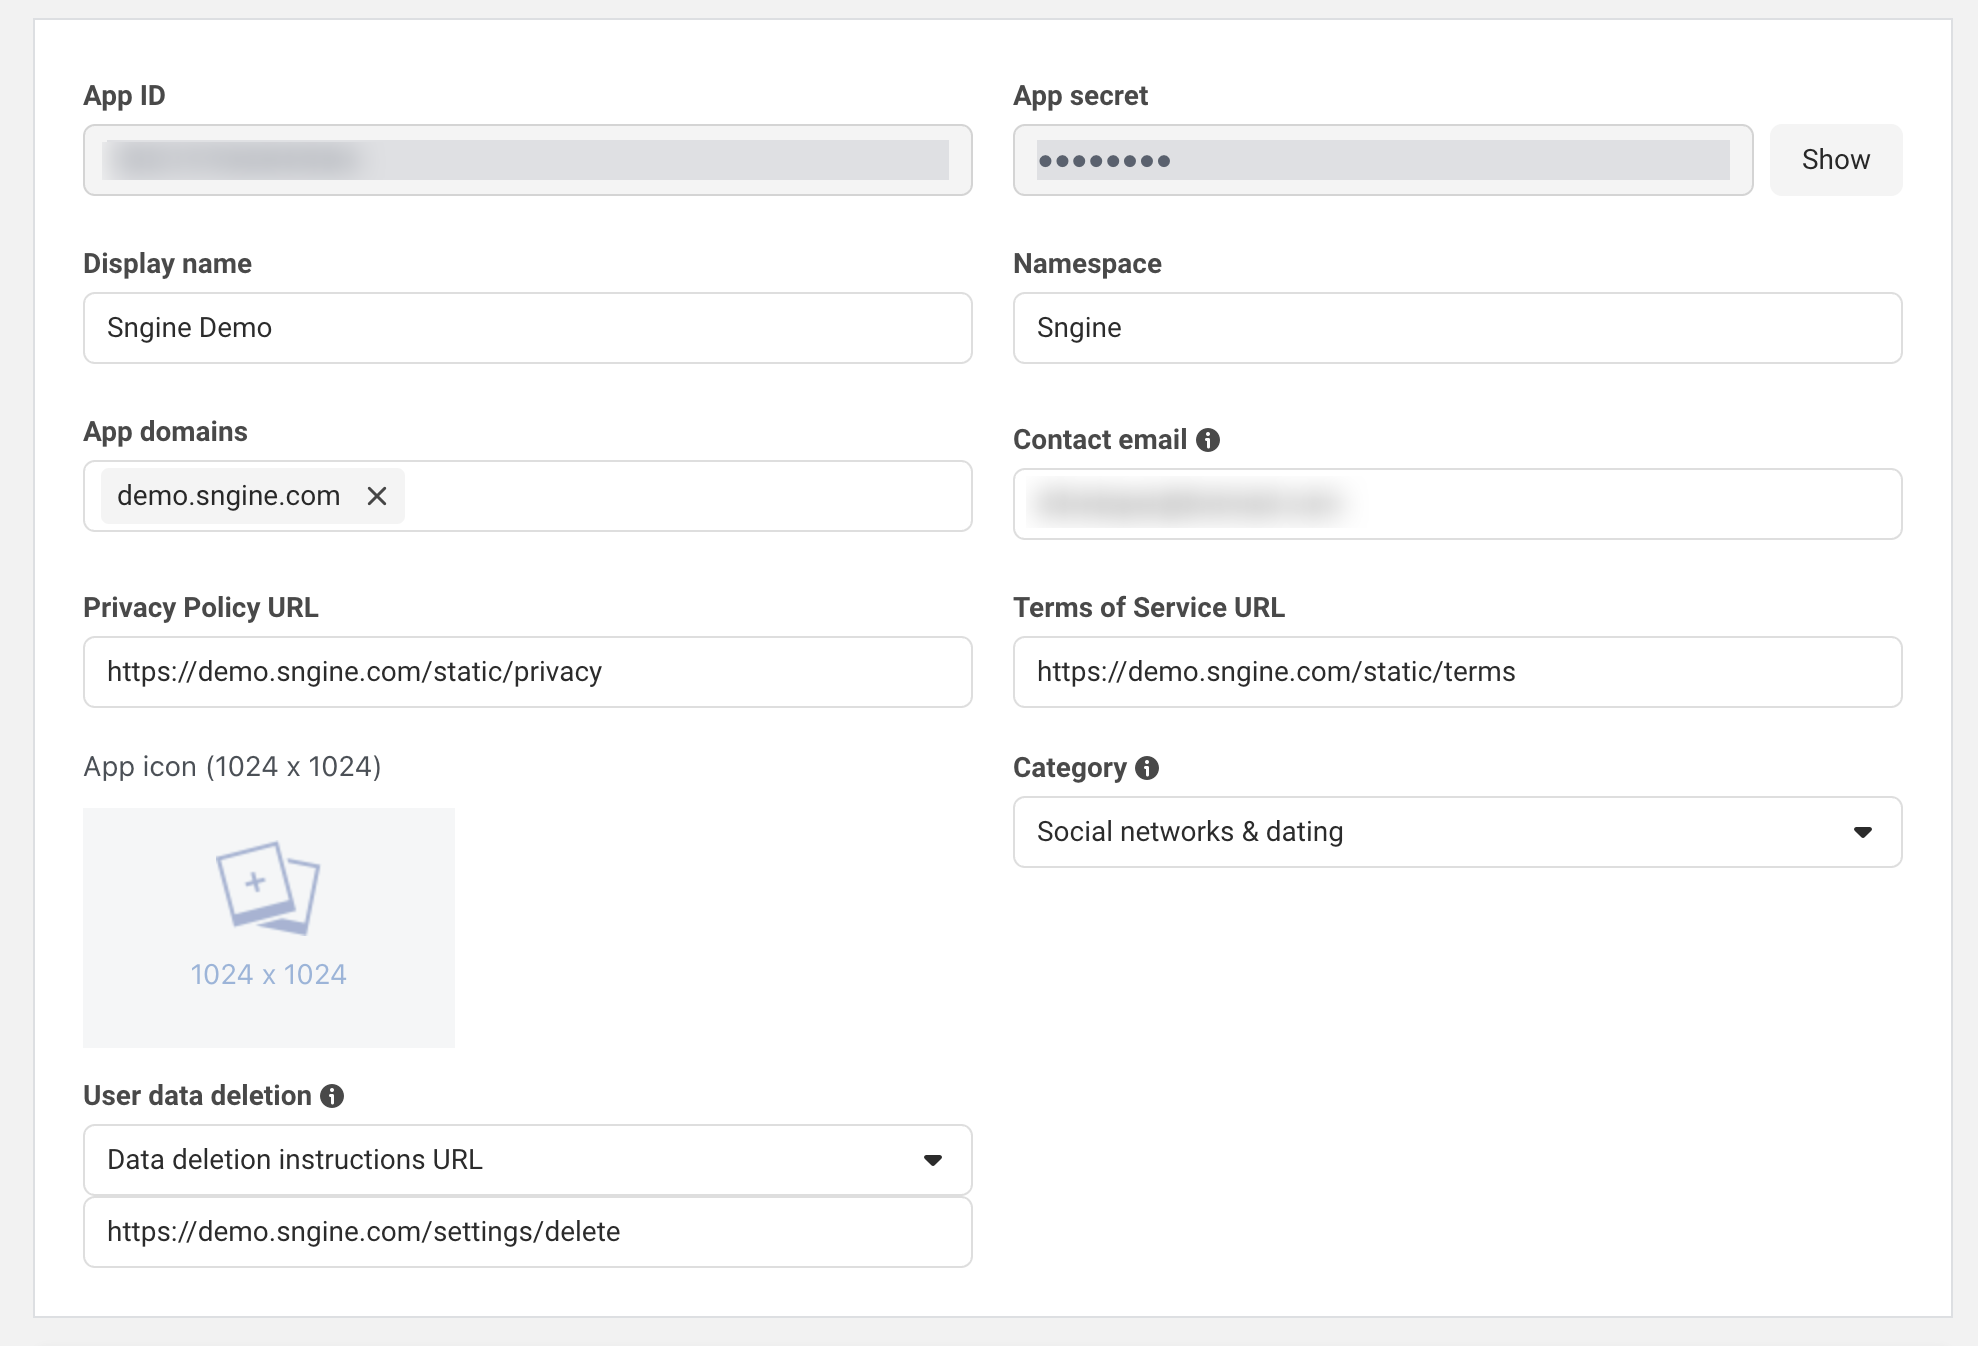 App ID
App secret
Show
Display name
Sngine Demo
Namespace
Sngine
App domains
demo.sngine.com
Contact email
Privacy Policy URL
https://demo.sngine.com/static/privacy
Terms of Service URL
https://demo.sngine.com/static/terms
App icon (1024 x 1024)
1024 x 1024
Category
Social networks & dating
User data deletion
Data deletion instructions URL
https://demo.sngine.com/settings/delete